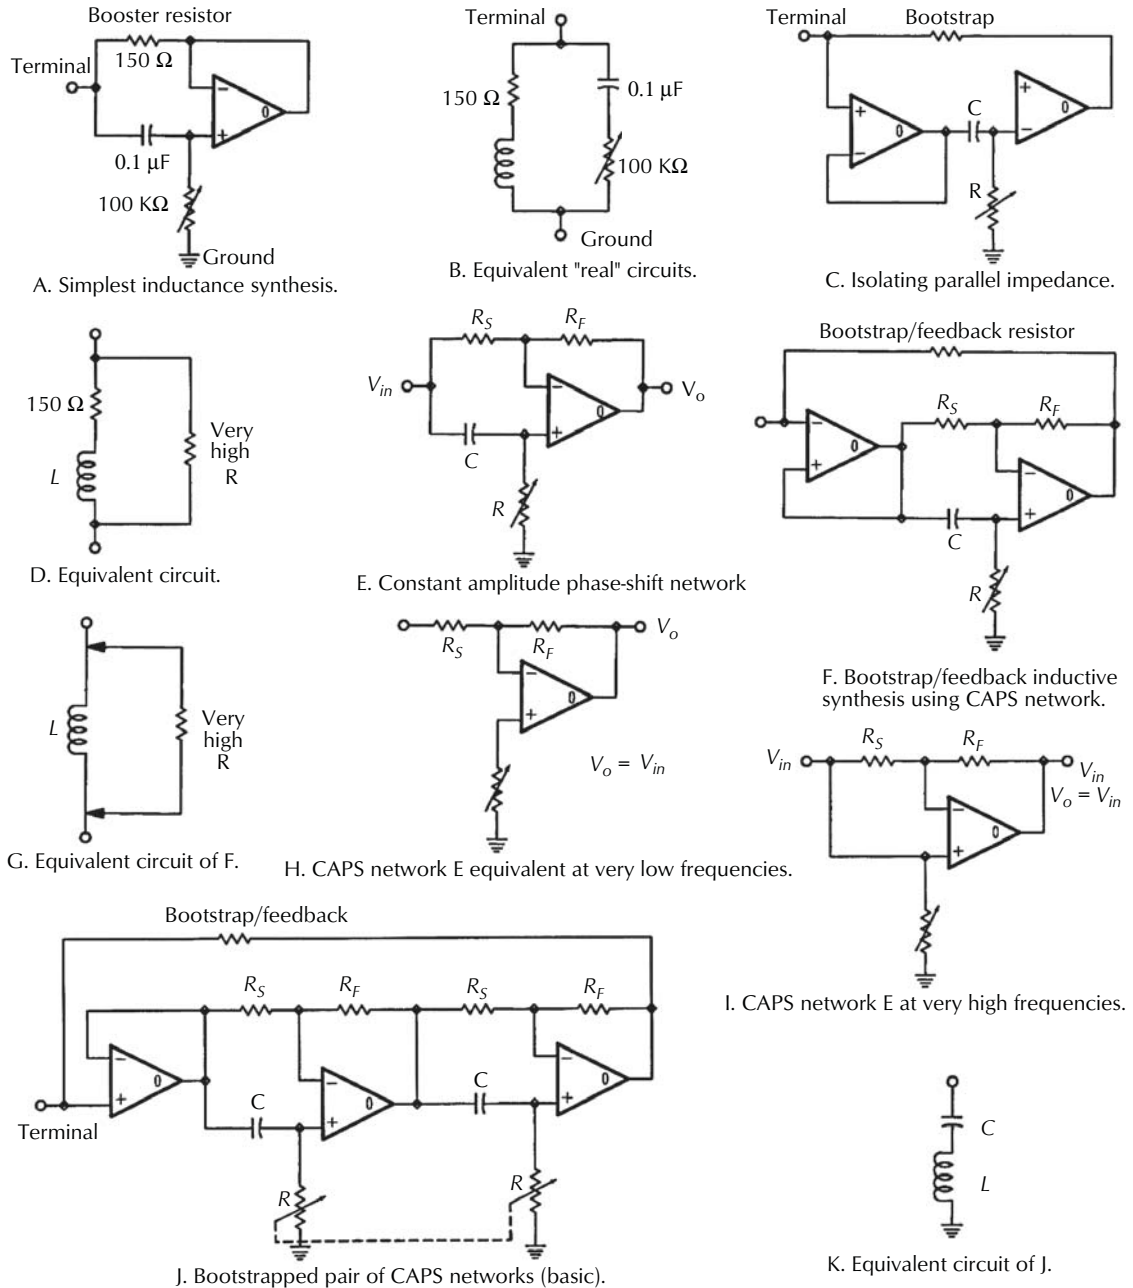 Booster resistor
150 Ω
Terminal
−
+
0
0.1 µF
100 KΩ
Ground
A. Simplest inductance synthesis.
Terminal
150 Ω
0.1 µF
100 KΩ
Ground
B. Equivalent "real" circuits.
Terminal
Bootstrap
+
−
0
C
+
−
0
R
C. Isolating parallel impedance.
150 Ω
L
Very
high
R
D. Equivalent circuit.
R_S
R_F
V_in
V_o
−
+
0
C
R
E. Constant amplitude phase-shift network
Bootstrap/feedback resistor
R_S
R_F
−
+
0
−
+
0
C
R
F. Bootstrap/feedback inductive
synthesis using CAPS network.
L
Very
high
R
G. Equivalent circuit of F.
R_S
R_F
V_o
−
+
0
V_o = V_in
H. CAPS network E equivalent at very low frequencies.
V_in
R_S
R_F
V_in
V_o = V_in
−
+
0
I. CAPS network E at very high frequencies.
Bootstrap/feedback
R_S
R_F
R_S
R_F
−
+
0
−
+
0
−
+
0
C
C
Terminal
R
R
J. Bootstrapped pair of CAPS networks (basic).
C
L
K. Equivalent circuit of J.